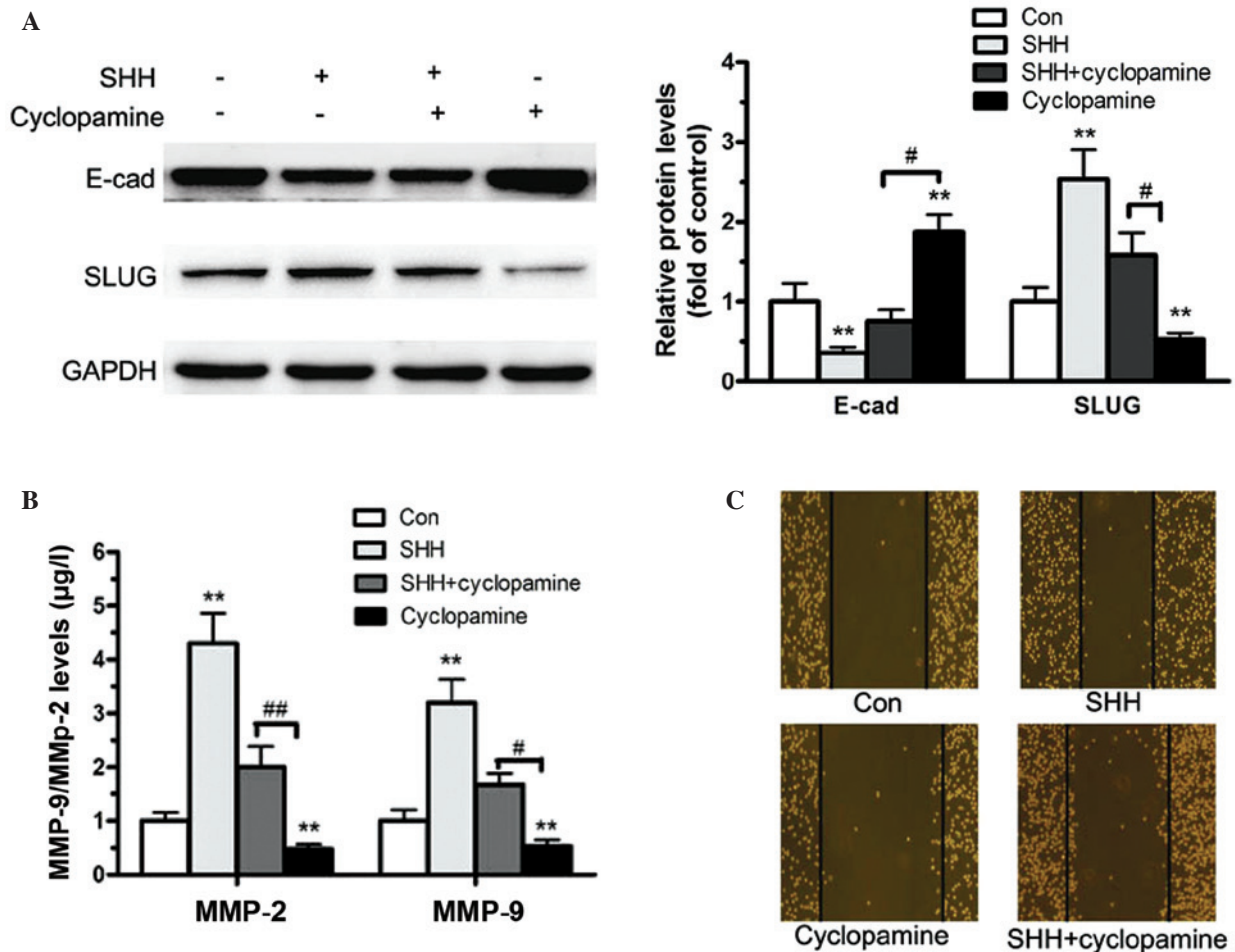 A
SHH - + + -
Cyclopamine - - + +
E-cad
SLUG
GAPDH
Con
SHH
SHH+cyclopamine
Cyclopamine
Relative protein levels
(fold of control)
4
3
2
1
0
**
#
**
**
#
**
E-cad
SLUG
B
Con
SHH
SHH+cyclopamine
Cyclopamine
MMP-9/MMp-2 levels (µg/l)
6
5
4
3
2
1
0
**
##
**
**
#
**
MMP-2
MMP-9
C
Con
SHH
Cyclopamine
SHH+cyclopamine